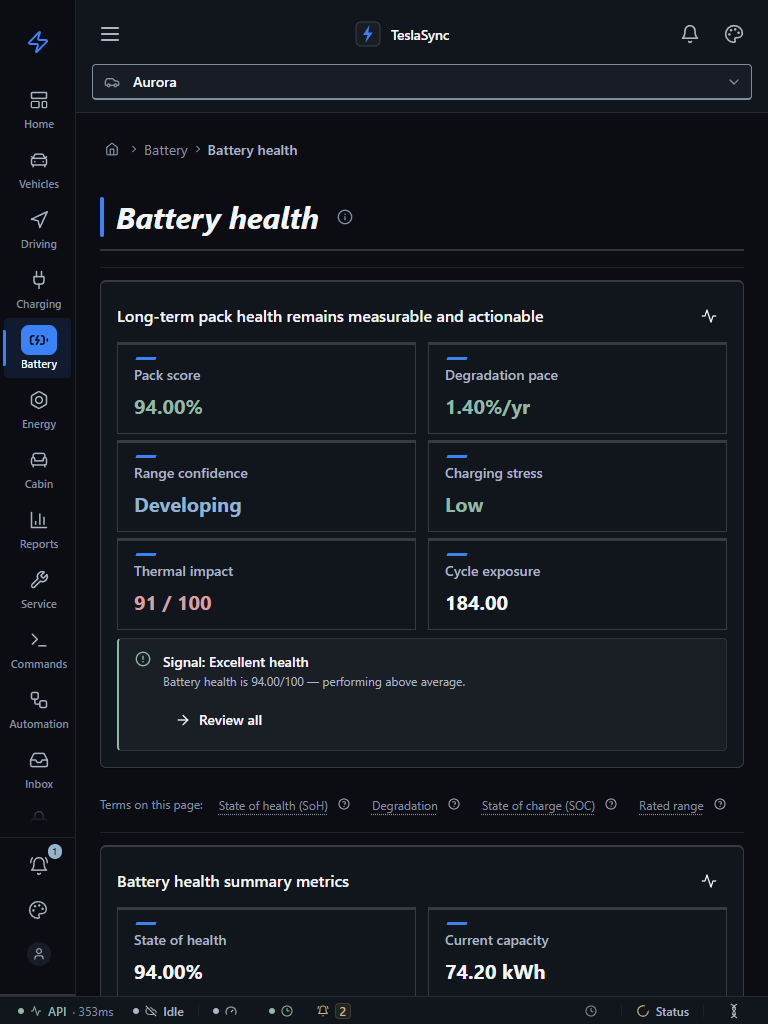 TeslaSync
Aurora
Home
Vehicles
Driving
Charging
Battery
Energy
Cabin
Reports
Service
Commands
Automation
Inbox
1
Battery
Battery health
Battery health
Long-term pack health remains measurable and actionable
Pack score
94.00%
Degradation pace
1.40%/yr
Range confidence
Developing
Charging stress
Low
Thermal impact
91 / 100
Cycle exposure
184.00
Signal: Excellent health
Battery health is 94.00/100 — performing above average.
Review all
Terms on this page: State of health (SoH) Degradation State of charge (SOC) Rated range
Battery health summary metrics
State of health
94.00%
Current capacity
74.20 kWh
API · 353ms Idle 2 Status